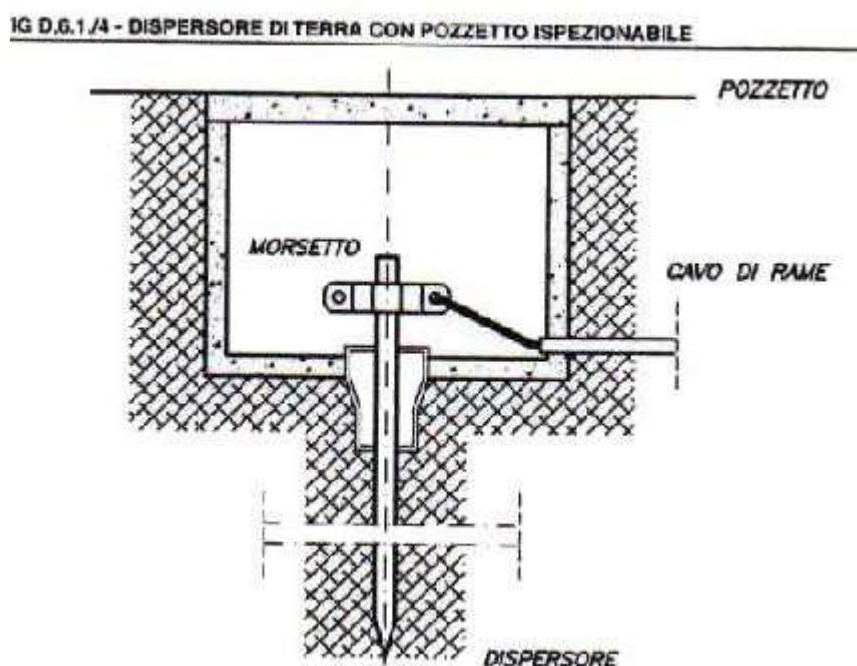 IG D.6.1./4 - DISPERSORE DI TERRA CON POZZETTO ISPEZIONABILE
POZZETTO
MORSETTO
CAVO DI RAME
DISPERSORE